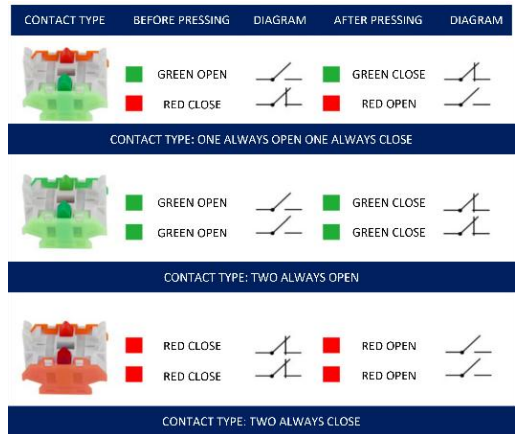 CONTACT TYPE BEFORE PRESSING DIAGRAM AFTER PRESSING DIAGRAM
GREEN OPEN GREEN CLOSE
RED CLOSE RED OPEN
CONTACT TYPE: ONE ALWAYS OPEN ONE ALWAYS CLOSE
GREEN OPEN GREEN CLOSE
GREEN OPEN GREEN CLOSE
CONTACT TYPE: TWO ALWAYS OPEN
RED CLOSE RED OPEN
RED CLOSE RED OPEN
CONTACT TYPE: TWO ALWAYS CLOSE